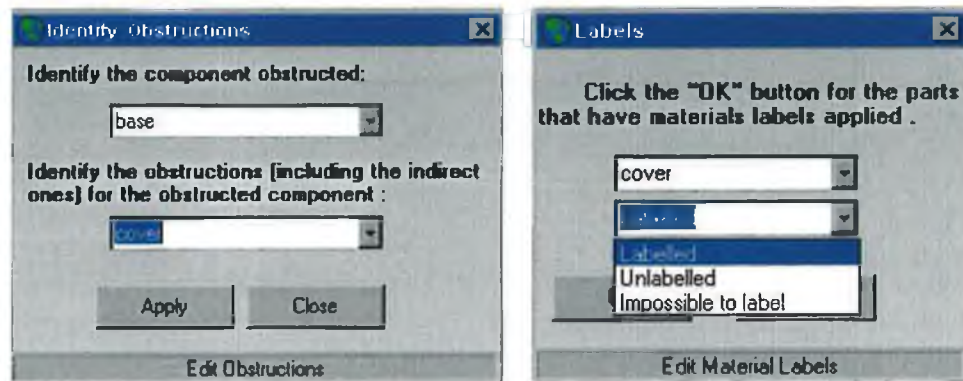 Identify Obstructions
Identify the component obstructed:
base
Identify the obstructions (including the indirect
ones) for the obstructed component :
cover
Apply Close
Edit Obstructions
Labels
Click the "OK" button for the parts
that have materials labels applied .
cover
Labelled
Unlabelled
Impossible to label
Edit Material Labels